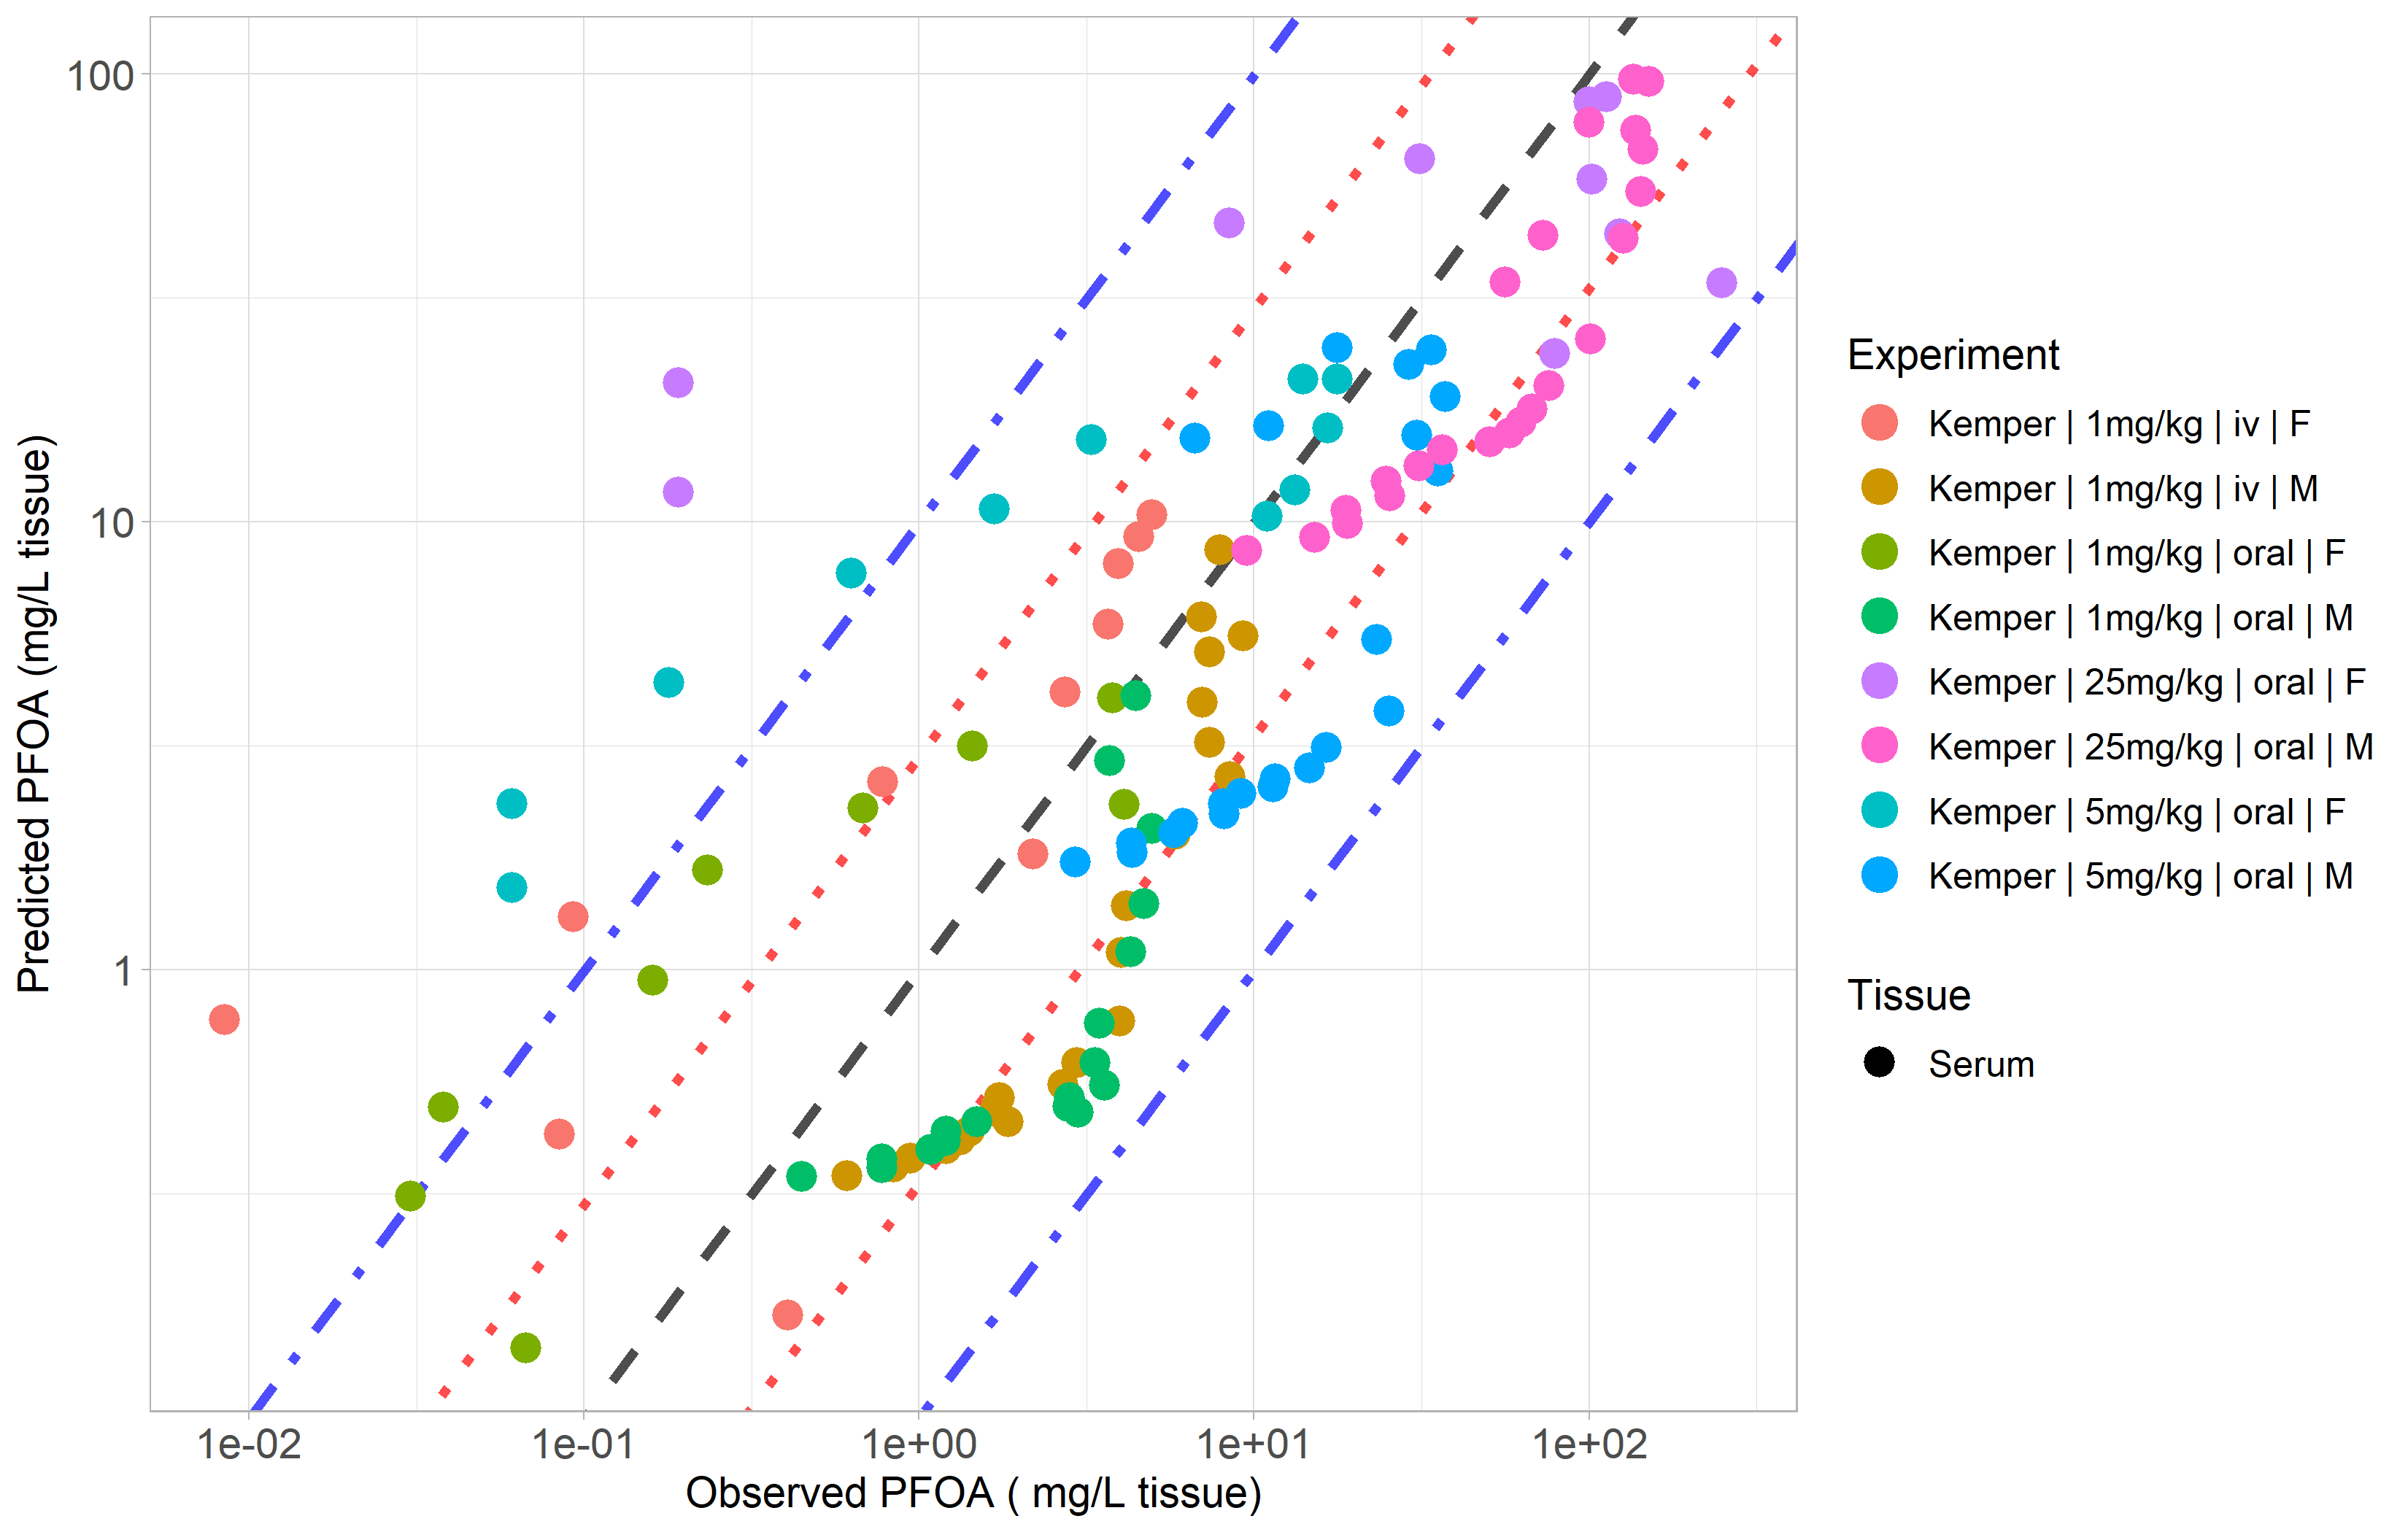 Predicted PFOA (mg/L tissue)
100
10
1
1e-02 1e-01 1e+00 1e+01 1e+02
Observed PFOA ( mg/L tissue)
Experiment
Kemper | 1mg/kg | iv | F
Kemper | 1mg/kg | iv | M
Kemper | 1mg/kg | oral | F
Kemper | 1mg/kg | oral | M
Kemper | 25mg/kg | oral | F
Kemper | 25mg/kg | oral | M
Kemper | 5mg/kg | oral | F
Kemper | 5mg/kg | oral | M
Tissue
Serum